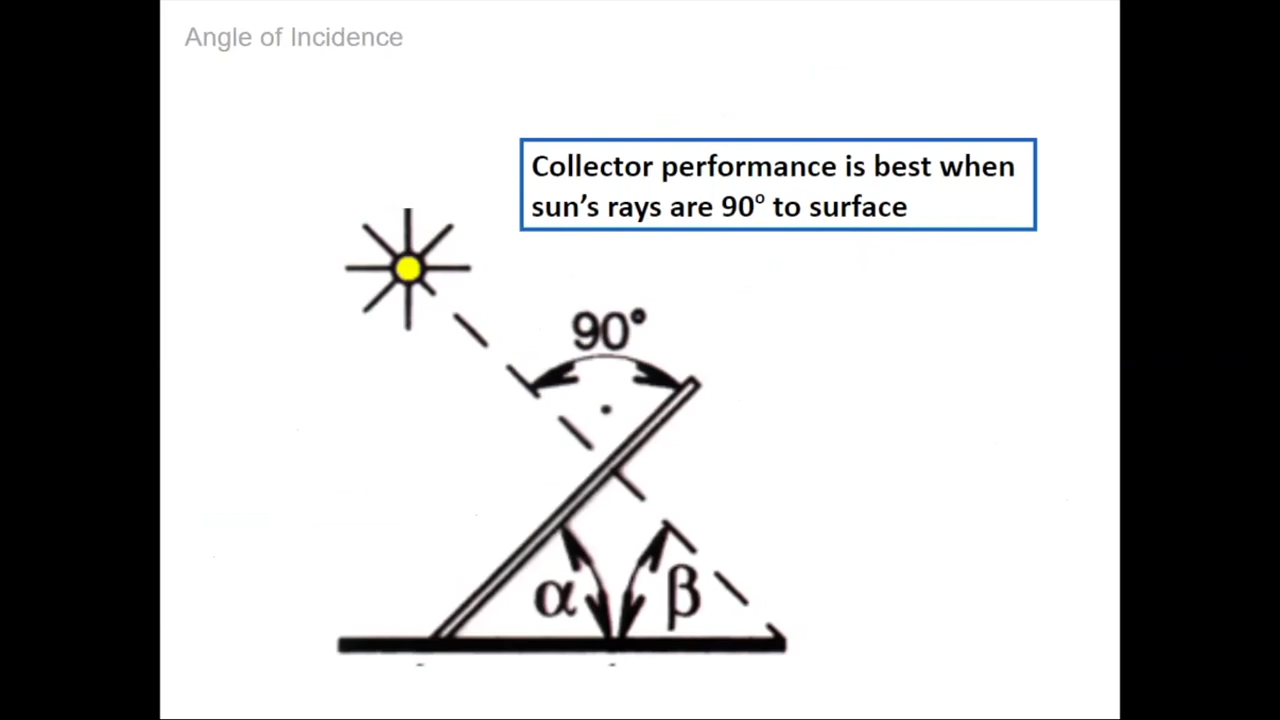 Angle of Incidence
Collector performance is best when
sun's rays are 90° to surface
90°
α β